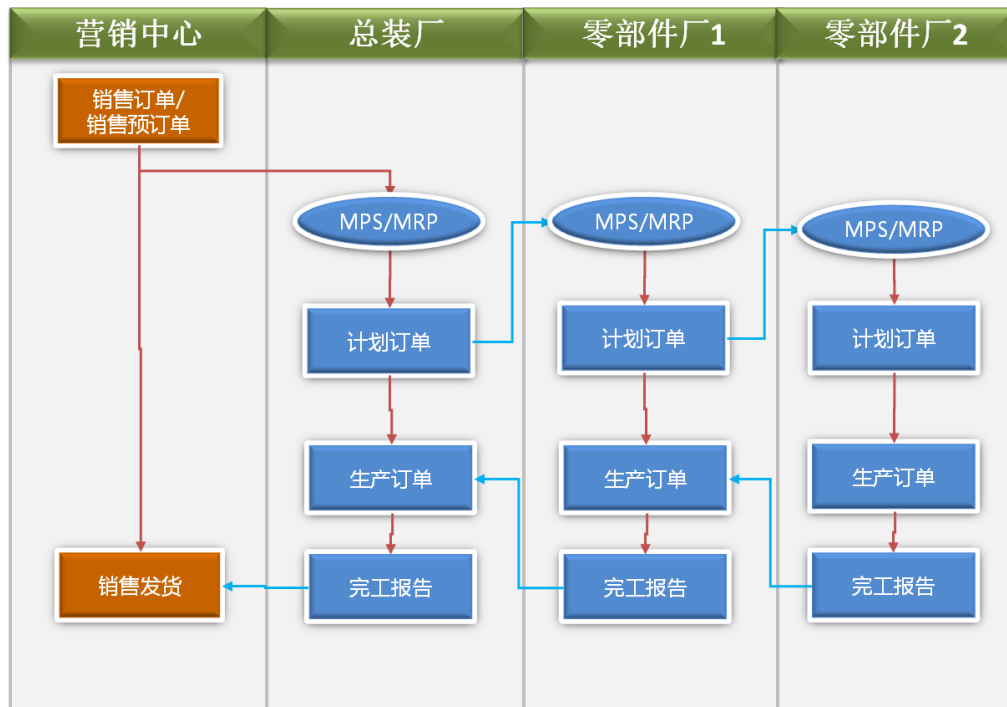 营销中心
总装厂
零部件厂1
零部件厂2
销售订单/
销售预订单
MPS/MRP
MPS/MRP
MPS/MRP
计划订单
计划订单
计划订单
生产订单
生产订单
生产订单
销售发货
完工报告
完工报告
完工报告